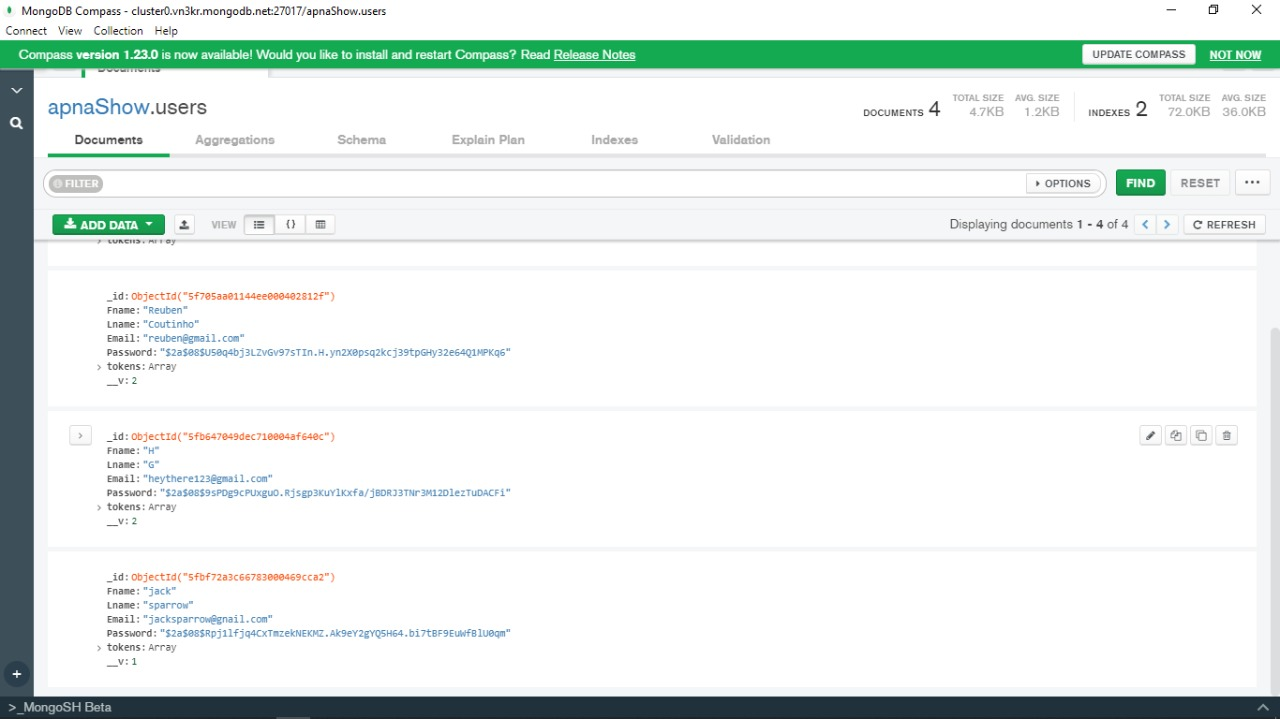 MongoDB Compass - cluster0.vn3kr.mongodb.net:27017/apnaShow.users
Connect View Collection Help
Compass version 1.23.0 is now available! Would you like to install and restart Compass? Read Release Notes
UPDATE COMPASS NOT NOW
Documents
apnaShow.users
DOCUMENTS 4 TOTAL SIZE 4.7KB AVG. SIZE 1.2KB INDEXES 2 TOTAL SIZE 72.0KB AVG. SIZE 36.0KB
Documents Aggregations Schema Explain Plan Indexes Validation
FILTER OPTIONS FIND RESET ...
ADD DATA VIEW {} Displaying documents 1 - 4 of 4 < > REFRESH
tokens: Array
_id: ObjectId("5f705aa01144ee000402812f")
Fname: "Reuben"
Lname: "Coutinho"
Email: "reuben@gmail.com"
Password: "$2a$08$U50q4bj3LZvGv97sTIn.H.yn2X0psq2kcj39tpGHy32e64Q1MPKq6"
tokens: Array
__v: 2
_id: ObjectId("5fb647049dec710004af640c")
Fname: "H"
Lname: "G"
Email: "heythere123@gmail.com"
Password: "$2a$08$9sPDg9cPUxguO.Rjsgp3KuYlKxfa/jBDRJ3TNr3M12DlezTuDACFi"
tokens: Array
__v: 2
_id: ObjectId("5fbf72a3c66783000469cca2")
Fname: "jack"
Lname: "sparrow"
Email: "jacksparrow@gnail.com"
Password: "$2a$08$Rpj1lfjq4CxTmzekNEKMZ.Ak9eY2gYQ5H64.bi7tBF9EuWfBlU0qm"
tokens: Array
__v: 1
>_MongoSH Beta